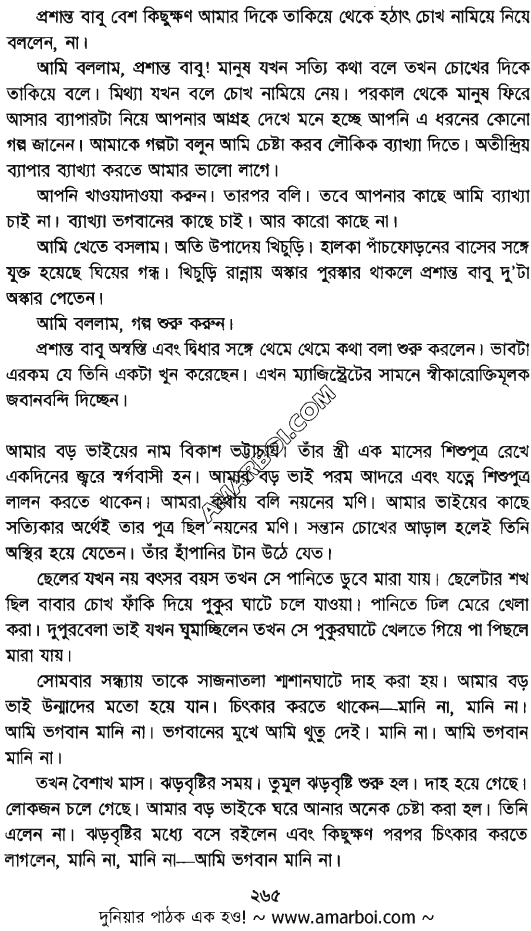 প্রশান্ত বাবু বেশ কিছুক্ষণ আমার দিকে তাকিয়ে থেকে হঠাৎ চোখ নামিয়ে নিয়ে
বললেন, না।
আমি বললাম, প্রশান্ত বাবু! মানুষ যখন সত্যি কথা বলে তখন চোখের দিকে
তাকিয়ে বলে। মিথ্যা যখন বলে চোখ নামিয়ে নেয়। পরকাল থেকে মানুষ ফিরে
আসার ব্যাপারটা নিয়ে আপনার আগ্রহ দেখে মনে হচ্ছে আপনি এ ধরনের কোনো
গল্প জানেন। আমাকে গল্পটা বলুন আমি চেষ্টা করব লৌকিক ব্যাখ্যা দিতে। অতীন্দ্রিয়
ব্যাপার ব্যাখ্যা করতে আমার ভালো লাগে।
আপনি খাওয়াদাওয়া করুন। তারপর বলি। তবে আপনার কাছে আমি ব্যাখ্যা
চাই না। ব্যাখ্যা ভগবানের কাছে চাই। আর কারো কাছে না।
আমি খেতে বসলাম। অতি উপাদেয় খিচুড়ি। হালকা পাঁচফোড়নের বাসের সঙ্গে
যুক্ত হয়েছে ঘিয়ের গন্ধ। খিচুড়ি রান্নায় অস্কার পুরস্কার থাকলে প্রশান্ত বাবু দু'টা
অস্কার পেতেন।
আমি বললাম, গল্প শুরু করুন।
প্রশান্ত বাবু অস্বস্তি এবং দ্বিধার সঙ্গে থেমে থেমে কথা বলা শুরু করলেন। ভাবটা
এরকম যে তিনি একটা খুন করেছেন। এখন ম্যাজিস্ট্রেটের সামনে স্বীকারোক্তিমূলক
জবানবন্দি দিচ্ছেন।
আমার বড় ভাইয়ের নাম বিকাশ ভট্টাচার্য। তাঁর স্ত্রী এক মাসের শিশুপুত্র রেখে
একদিনের জ্বরে স্বর্গবাসী হন। আমার বড় ভাই পরম আদরে এবং যত্নে শিশুপুত্র
লালন করতে থাকেন। আমরা কথায় বলি নয়নের মণি। আমার ভাইয়ের কাছে
সত্যিকার অর্থেই তার পুত্র ছিল নয়নের মণি। সন্তান চোখের আড়াল হলেই তিনি
অস্থির হয়ে যেতেন। তাঁর হাঁপানির টান উঠে যেত।
ছেলের যখন নয় বৎসর বয়স তখন সে পানিতে ডুবে মারা যায়। ছেলেটার শখ
ছিল বাবার চোখ ফাঁকি দিয়ে পুকুর ঘাটে চলে যাওয়া। পানিতে ঢিল মেরে খেলা
করা। দুপুরবেলা ভাই যখন ঘুমাচ্ছিলেন তখন সে পুকুরঘাটে খেলতে গিয়ে পা পিছলে
মারা যায়।
সোমবার সন্ধ্যায় তাকে সাজনাতলা শ্মশানঘাটে দাহ করা হয়। আমার বড়
ভাই উন্মাদের মতো হয়ে যান। চিৎকার করতে থাকেন—মানি না, মানি না।
আমি ভগবান মানি না। ভগবানের মুখে আমি থুতু দেই। মানি না। আমি ভগবান
মানি না।
তখন বৈশাখ মাস। ঝড়বৃষ্টির সময়। তুমুল ঝড়বৃষ্টি শুরু হল। দাহ হয়ে গেছে।
লোকজন চলে গেছে। আমার বড় ভাইকে ঘরে আনার অনেক চেষ্টা করা হল। তিনি
এলেন না। ঝড়বৃষ্টির মধ্যে বসে রইলেন এবং কিছুক্ষণ পরপর চিৎকার করতে
লাগলেন, মানি না, মানি না—আমি ভগবান মানি না।
২৬৫
দুনিয়ার পাঠক এক হও! ~ www.amarboi.com ~
AMARBOI.COM